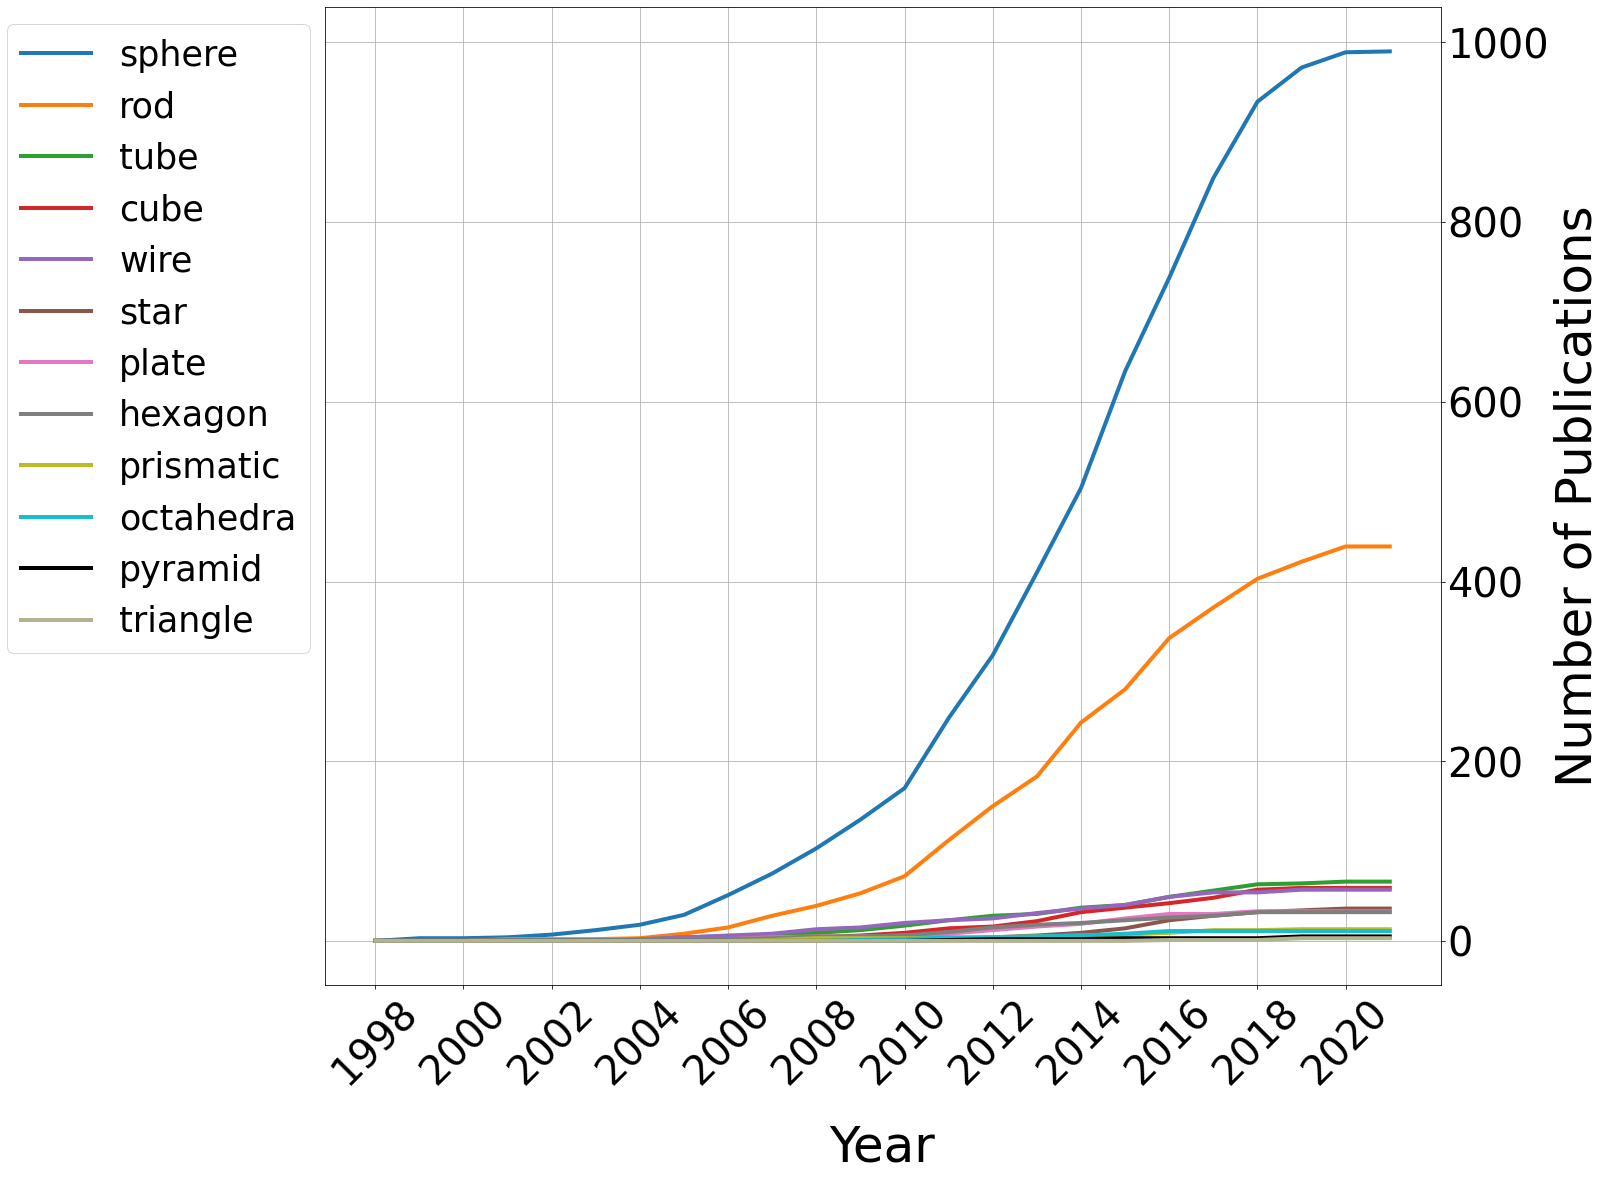 sphere
rod
tube
cube
wire
star
plate
hexagon
prismatic
octahedra
pyramid
triangle
1000
800
600
400
200
0
Number of Publications
1998
2000
2002
2004
2006
2008
2010
2012
2014
2016
2018
2020
Year